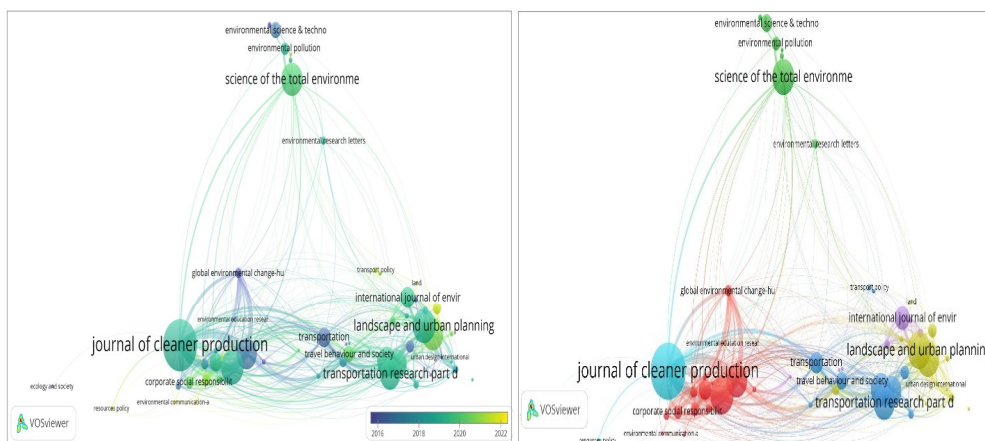 environmental science & techno
environmental pollution
science of the total environme
environmental research letters
global environmental change-hu
transport policy
land
international journal of envir
environmental education resear
landscape and urban planning
transportation
journal of cleaner production
travel behaviour and society
urban design international
transportation research part d
corporate social responsibilit
ecology and society
environmental communication-a
resources policy
VOSviewer
2016 2018 2020 2022
environmental science & techno
environmental pollution
science of the total environme
environmental research letters
global environmental change-hu
transport policy
land
international journal of envir
environmental education resear
landscape and urban plannin
transportation
journal of cleaner production
travel behaviour and society
urban design international
transportation research part d
corporate social responsibilit
environmental communication-a
resources policy
VOSviewer